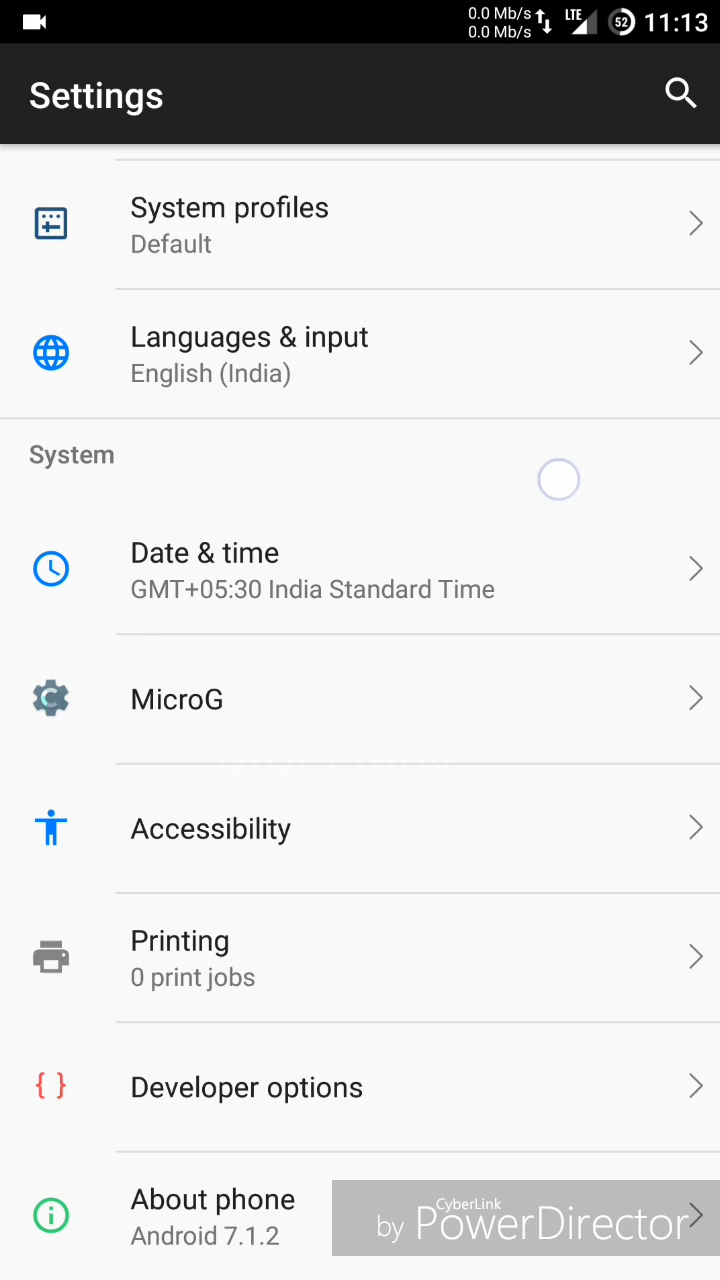 0.0 Mb/s
0.0 Mb/s
LTE
52
11:13
Settings
System profiles
Default
Languages & input
English (India)
System
Date & time
GMT+05:30 India Standard Time
MicroG
Accessibility
Printing
0 print jobs
Developer options
About phone
Android 7.1.2
CyberLink
by PowerDirector